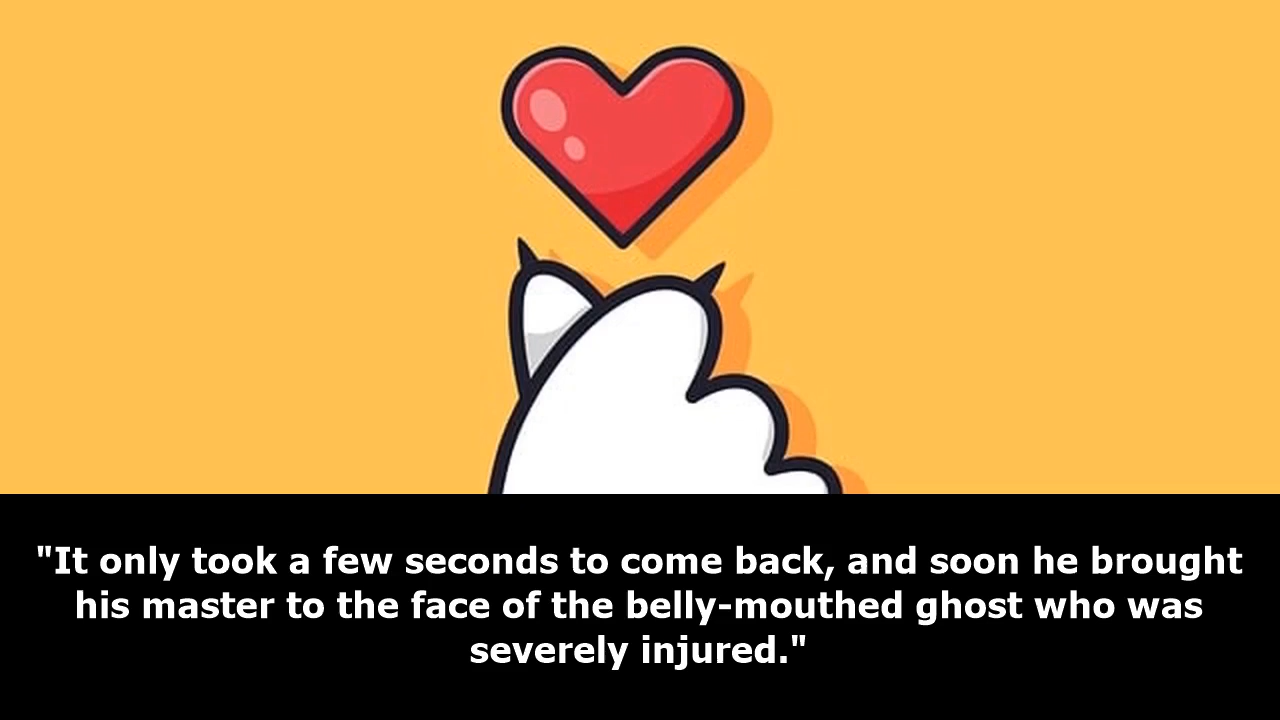 "It only took a few seconds to come back, and soon he brought
his master to the face of the belly-mouthed ghost who was
severely injured."